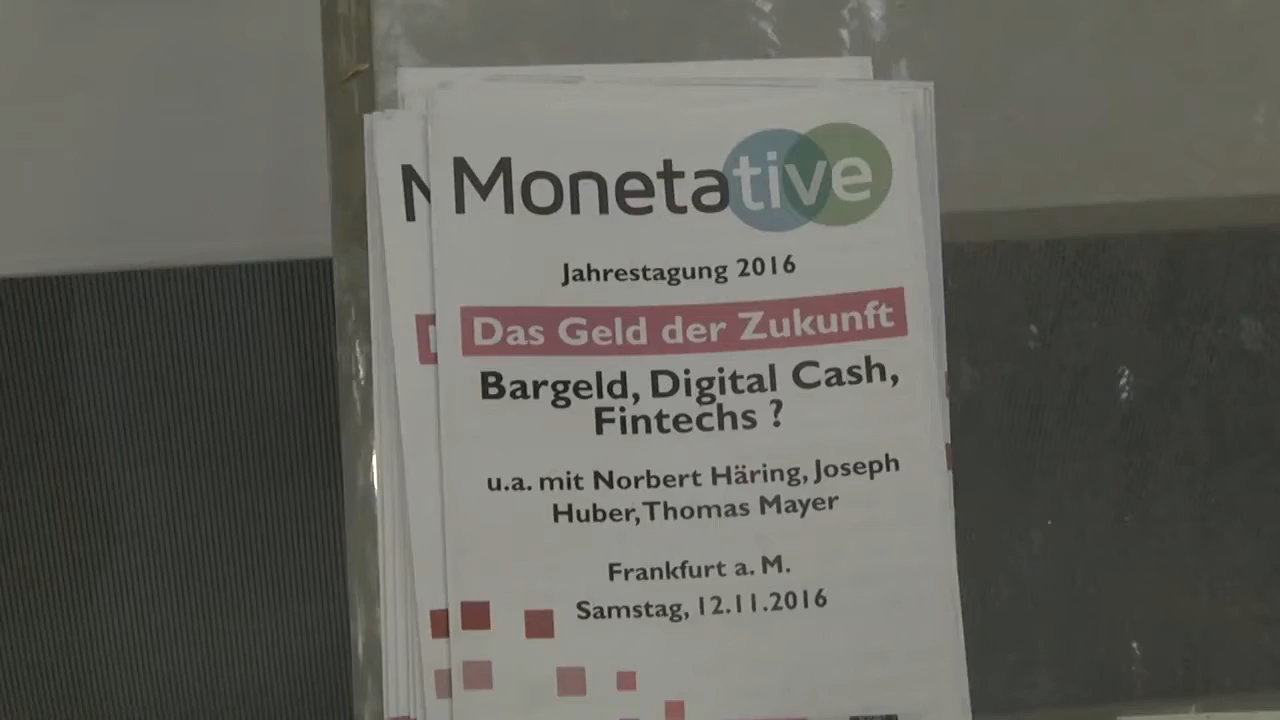 Monetative
Jahrestagung 2016
Das Geld der Zukunft
Bargeld, Digital Cash,
Fintechs ?
u.a. mit Norbert Häring, Joseph
Huber, Thomas Mayer
Frankfurt a. M.
Samstag, 12.11.2016